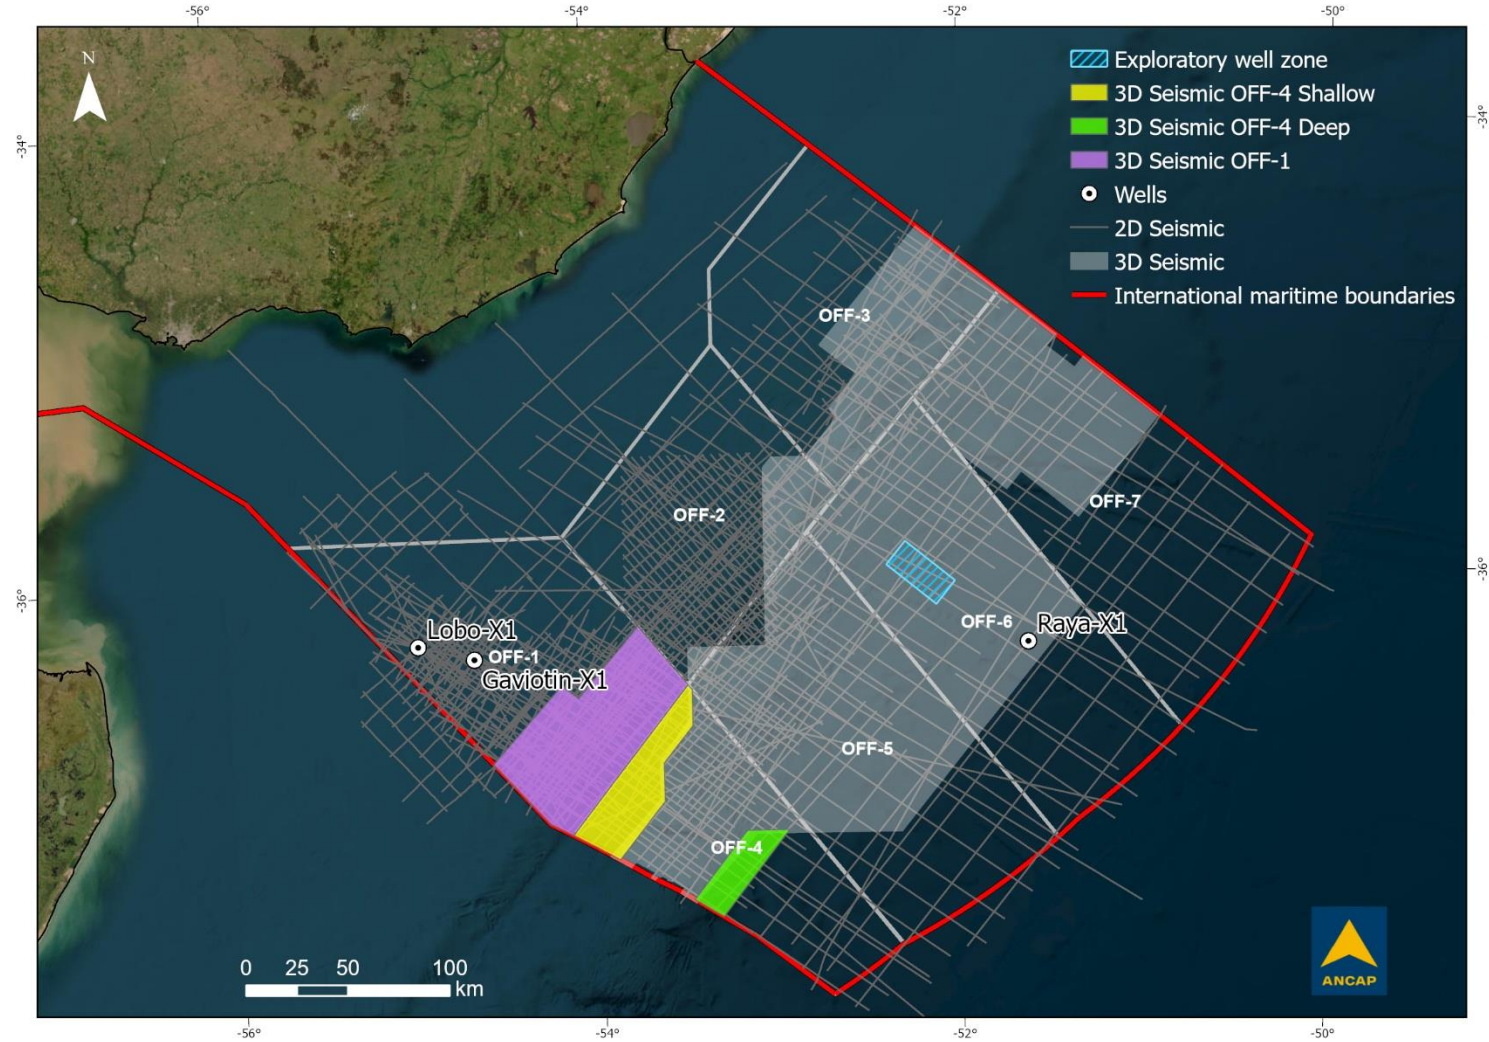 -56°
-54°
-52°
-50°
N
Exploratory well zone
3D Seismic OFF-4 Shallow
3D Seismic OFF-4 Deep
3D Seismic OFF-1
Wells
2D Seismic
3D Seismic
International maritime boundaries
-34°
-34°
OFF-3
OFF-7
OFF-2
-36°
-36°
OFF-6
Raya-X1
Lobo-X1
OFF-1
Gaviotin-X1
OFF-5
OFF-4
0 25 50 100
km
ANCAP
-56°
-54°
-52°
-50°